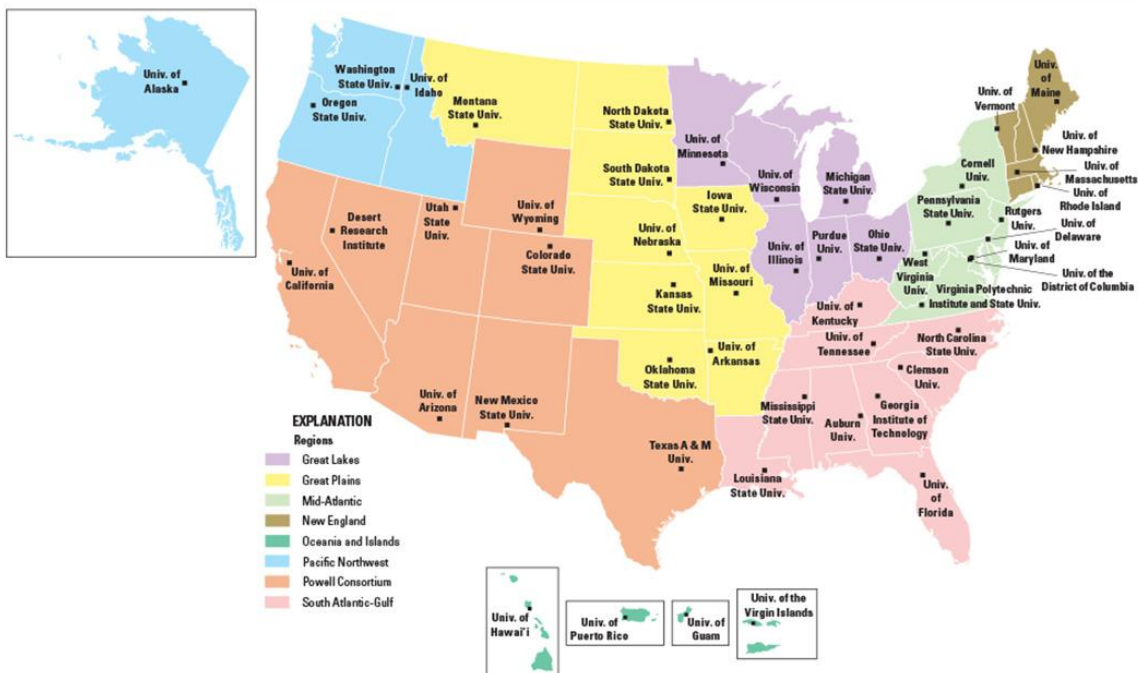 Univ. of
Alaska
Washington
State Univ.
Univ. of
Idaho
Oregon
State Univ.
Montana
State Univ.
North Dakota
State Univ.
South Dakota
State Univ.
Univ. of
Minnesota
Univ. of
Wisconsin
Michigan
State Univ.
Iowa
State Univ.
Univ. of
Nebraska
Univ. of
Illinois
Purdue
Univ.
Ohio
State Univ.
Univ.
of
Maine
Univ. of
Vermont
Univ. of
New Hampshire
Univ. of
Massachusetts
Univ. of
Rhode Island
Cornell
Univ.
Pennsylvania
State Univ.
Rutgers
Univ.
Univ. of
Delaware
Univ. of
Maryland
Univ. of the
District of Columbia
West
Virginia
Univ.
Virginia Polytechnic
Institute and State Univ.
Desert
Research
Institute
Utah
State
Univ.
Univ. of
Wyoming
Colorado
State Univ.
Univ. of
California
Kansas
State Univ.
Univ. of
Missouri
Univ. of
Kentucky
Univ. of
Tennessee
North Carolina
State Univ.
Clemson
Univ.
Oklahoma
State Univ.
Univ. of
Arkansas
Univ. of
Arizona
New Mexico
State Univ.
Texas A & M
Univ.
Mississippi
State Univ.
Auburn
Univ.
Georgia
Institute of
Technology
Louisiana
State Univ.
Univ.
of
Florida
EXPLANATION
Regions
Great Lakes
Great Plains
Mid-Atlantic
New England
Oceania and Islands
Pacific Northwest
Powell Consortium
South Atlantic-Gulf
Univ. of
Hawai'i
Univ. of
Puerto Rico
Univ. of
Guam
Univ. of the
Virgin Islands